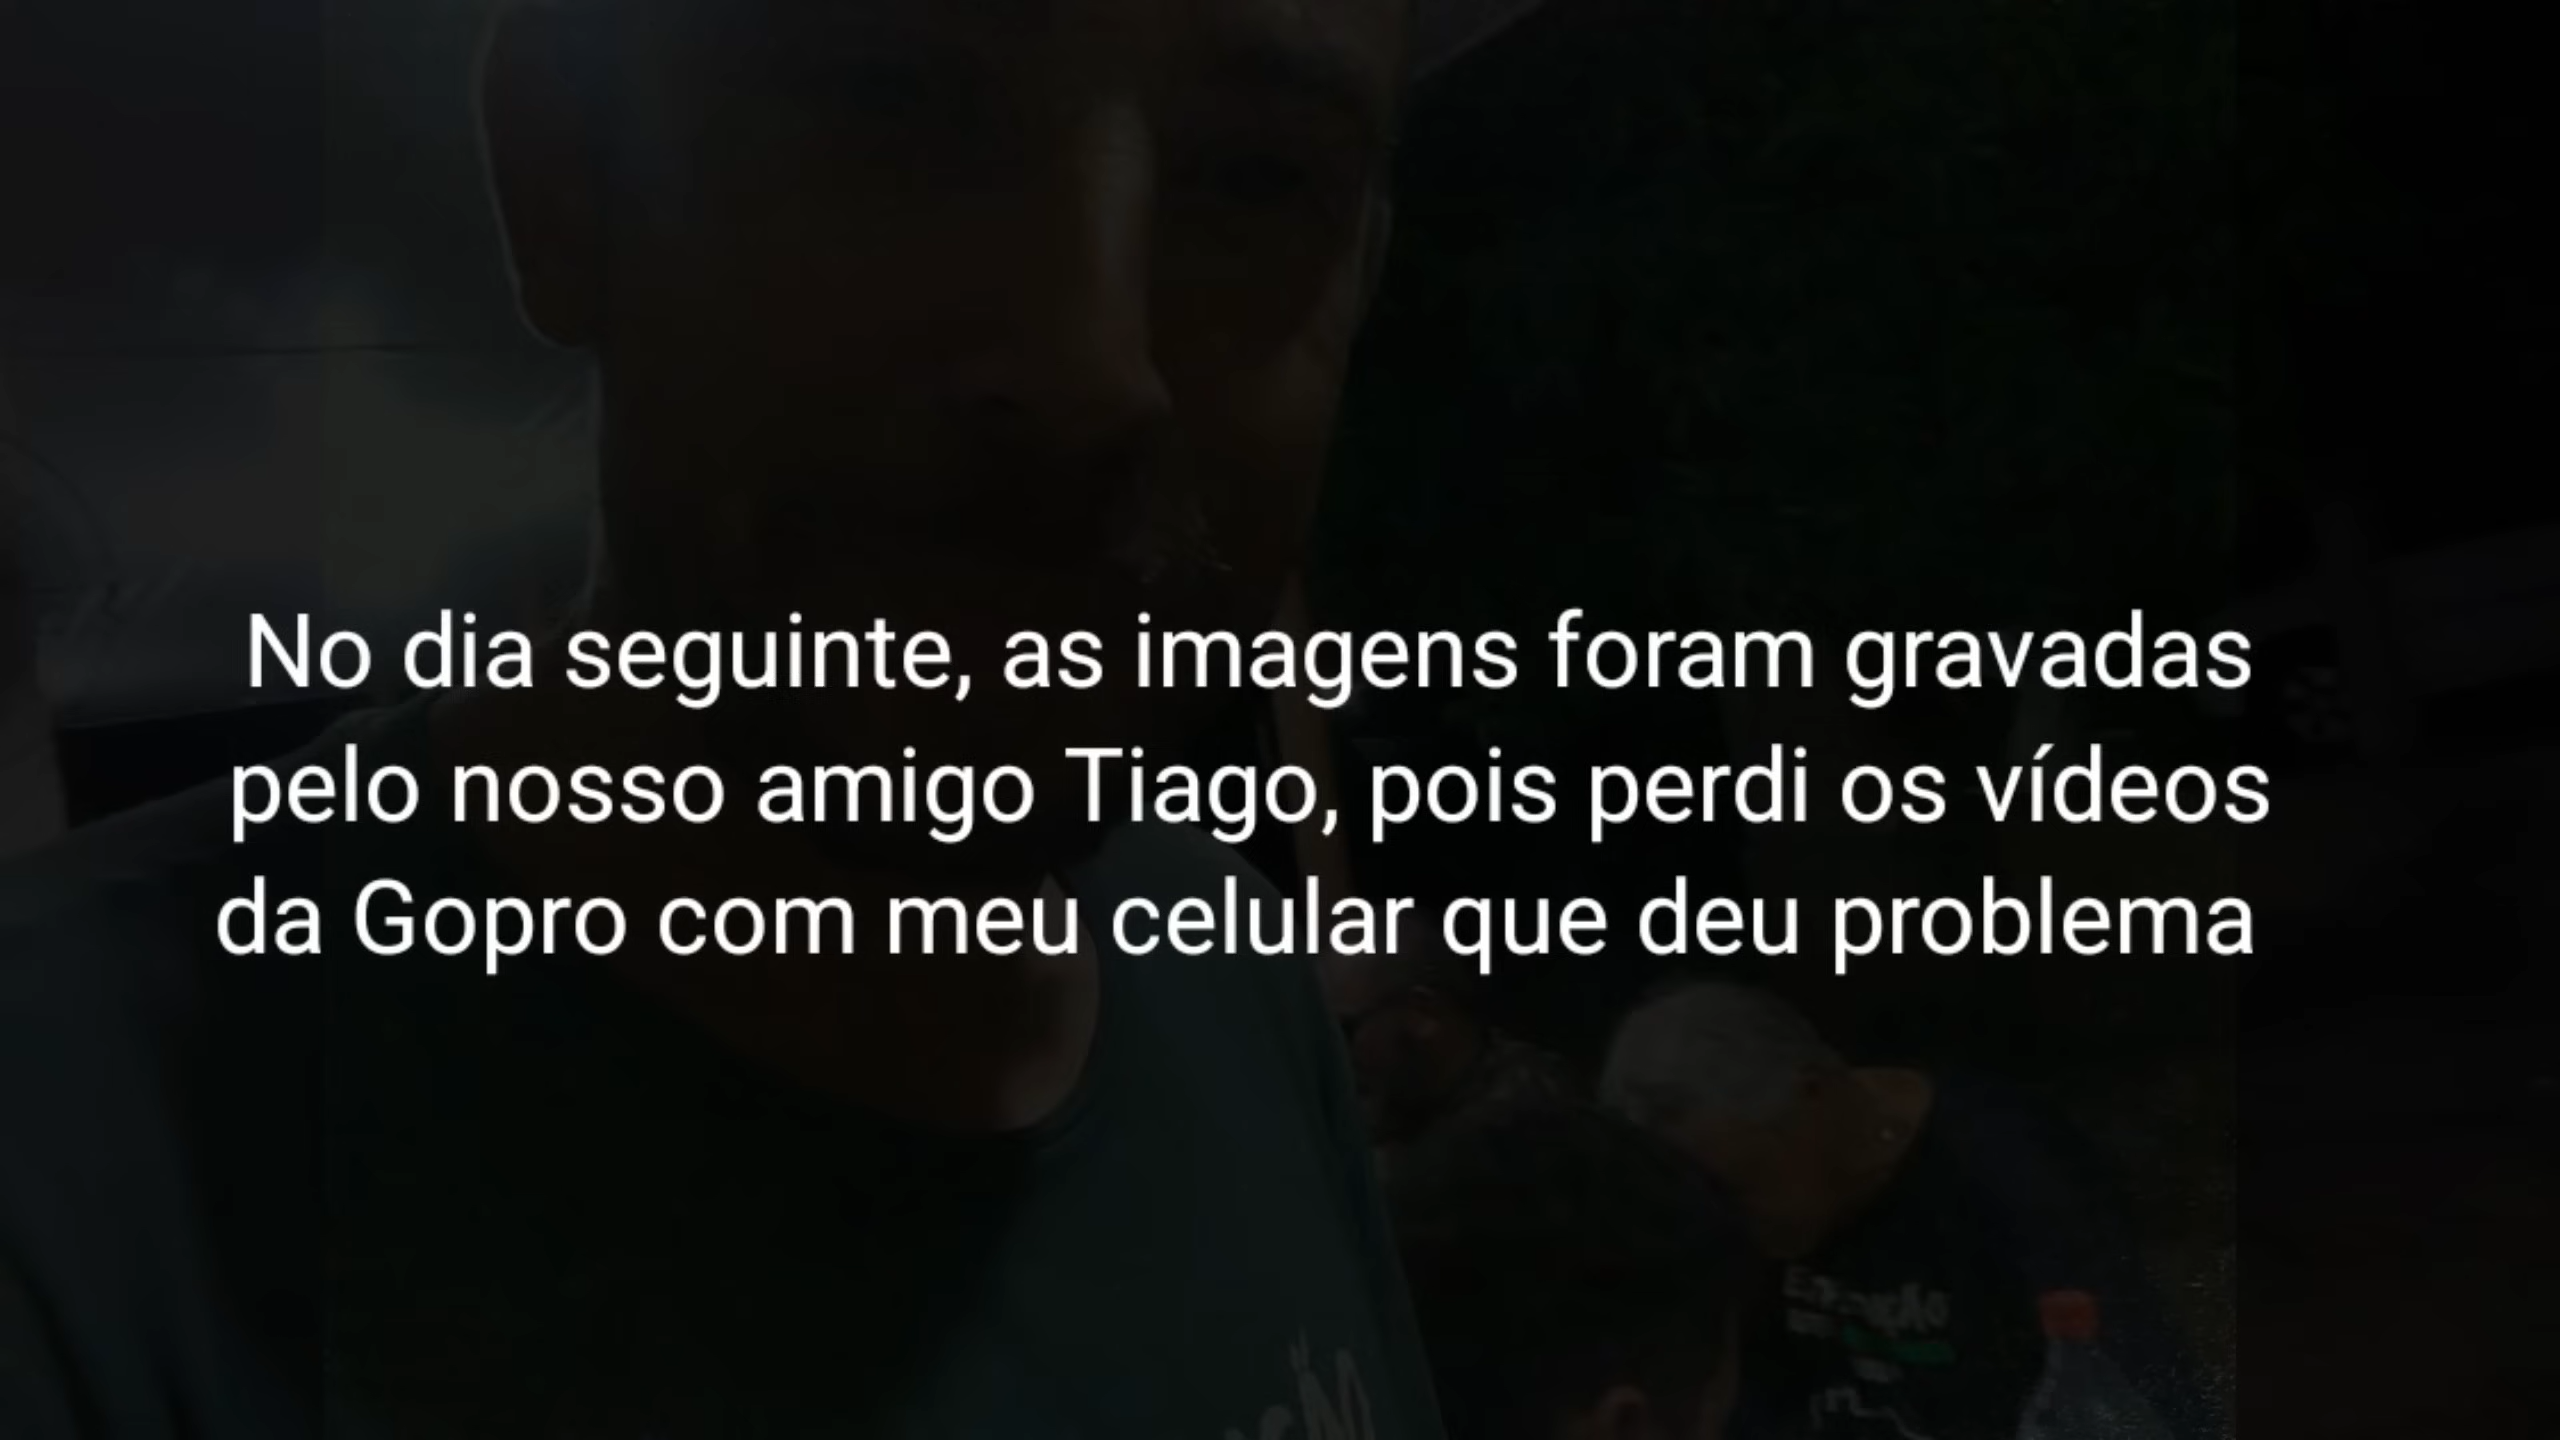 No dia seguinte, as imagens foram gravadas
pelo nosso amigo Tiago, pois perdi os vídeos
da Gopro com meu celular que deu problema